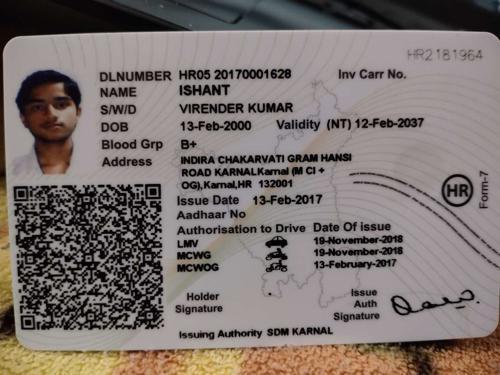 HR2181964
DLNUMBER HR05 20170001628 Inv Carr No.
NAME ISHANT
S/W/D VIRENDER KUMAR
DOB 13-Feb-2000 Validity (NT) 12-Feb-2037
Blood Grp B+
Address INDIRA CHAKARVATI GRAM HANSI
ROAD KARNALKarnal (M Cl +
OG),Karnal,HR 132001
HR
Form-7
Issue Date 13-Feb-2017
Aadhaar No
Authorisation to Drive Date Of issue
LMV 19-November-2018
MCWG 19-November-2018
MCWOG 13-February-2017
Holder
Signature
Issue
Auth
Signature
Issuing Authority SDM KARNAL